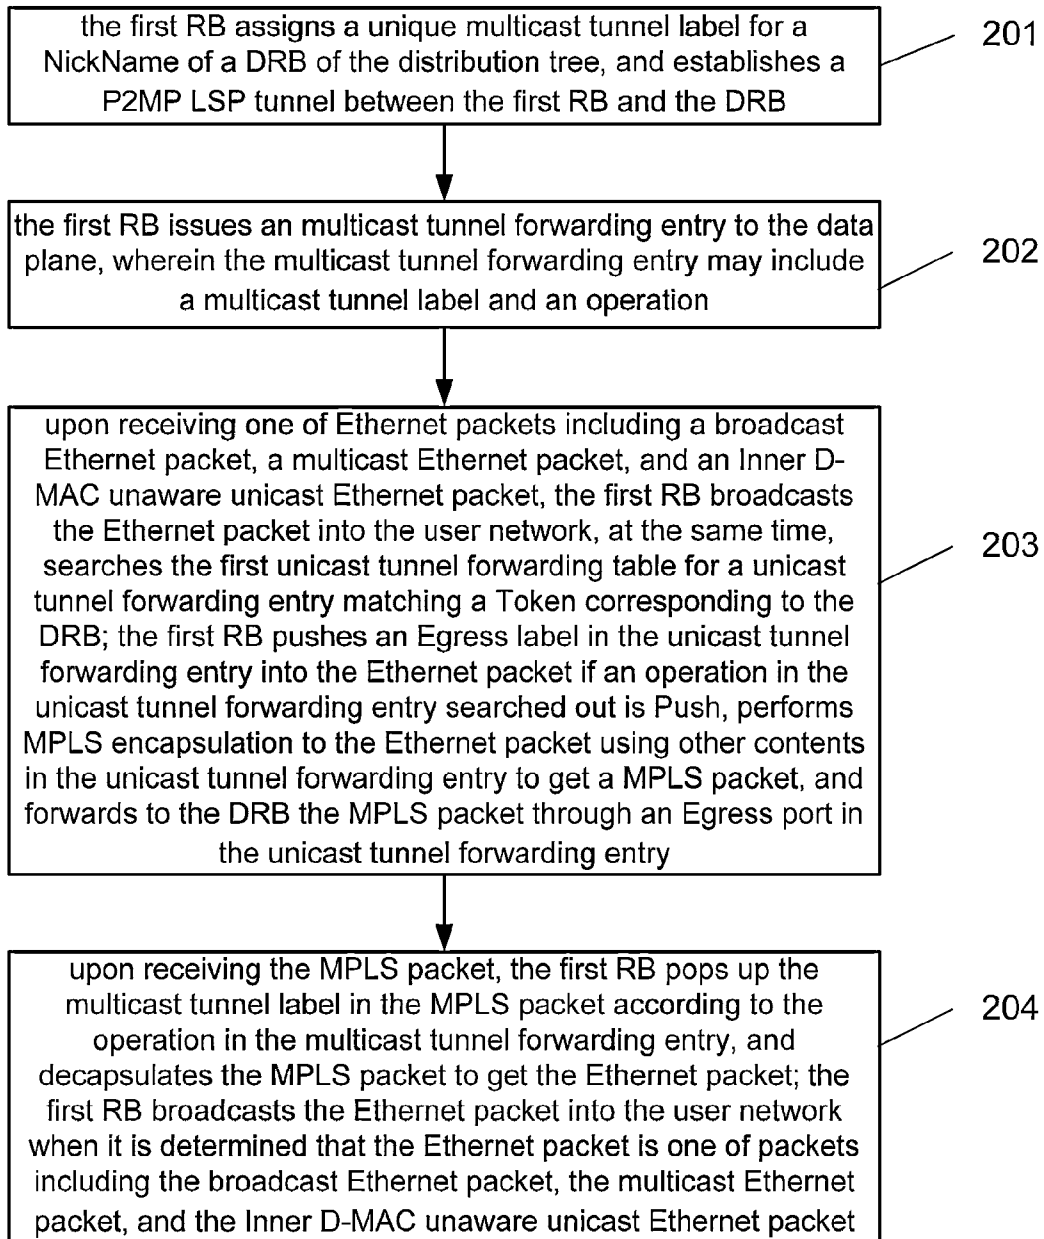 the first RB assigns a unique multicast tunnel label for a
NickName of a DRB of the distribution tree, and establishes a
P2MP LSP tunnel between the first RB and the DRB
201
the first RB issues an multicast tunnel forwarding entry to the data
plane, wherein the multicast tunnel forwarding entry may include
a multicast tunnel label and an operation
202
upon receiving one of Ethernet packets including a broadcast
Ethernet packet, a multicast Ethernet packet, and an Inner D-
MAC unaware unicast Ethernet packet, the first RB broadcasts
the Ethernet packet into the user network, at the same time,
searches the first unicast tunnel forwarding table for a unicast
tunnel forwarding entry matching a Token corresponding to the
DRB; the first RB pushes an Egress label in the unicast tunnel
forwarding entry into the Ethernet packet if an operation in the
unicast tunnel forwarding entry searched out is Push, performs
MPLS encapsulation to the Ethernet packet using other contents
in the unicast tunnel forwarding entry to get a MPLS packet, and
forwards to the DRB the MPLS packet through an Egress port in
the unicast tunnel forwarding entry
203
upon receiving the MPLS packet, the first RB pops up the
multicast tunnel label in the MPLS packet according to the
operation in the multicast tunnel forwarding entry, and
decapsulates the MPLS packet to get the Ethernet packet; the
first RB broadcasts the Ethernet packet into the user network
when it is determined that the Ethernet packet is one of packets
including the broadcast Ethernet packet, the multicast Ethernet
packet, and the Inner D-MAC unaware unicast Ethernet packet
204